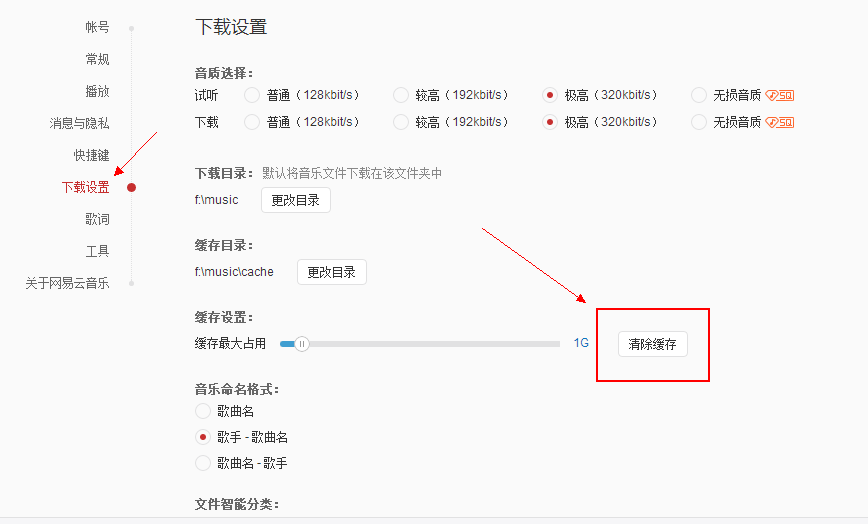 帐号
常规
播放
消息与隐私
快捷键
下载设置
歌词
工具
关于网易云音乐
下载设置
音质选择：
试听 普通（128kbit/s） 较高（192kbit/s） 极高（320kbit/s） 无损音质 SQ
下载 普通（128kbit/s） 较高（192kbit/s） 极高（320kbit/s） 无损音质 SQ
下载目录： 默认将音乐文件下载在该文件夹中
f:\music 更改目录
缓存目录：
f:\music\cache 更改目录
缓存设置：
缓存最大占用 1G 清除缓存
音乐命名格式：
歌曲名
歌手 - 歌曲名
歌曲名 - 歌手
文件智能分类：